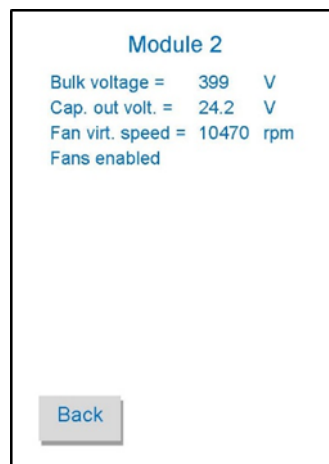 Module 2
Bulk voltage = 399 V
Cap. out volt. = 24.2 V
Fan virt. speed = 10470 rpm
Fans enabled
Back